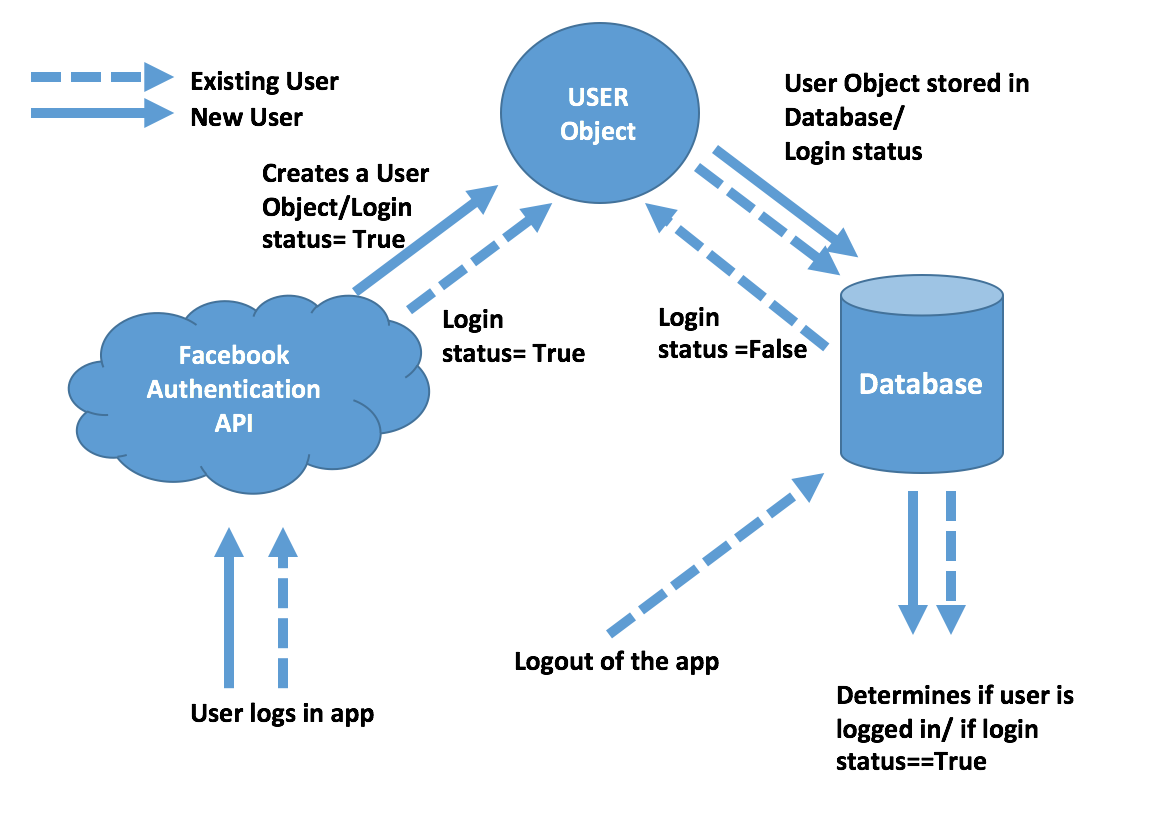 Existing User
New User
USER
Object
User Object stored in
Database/
Login status
Creates a User
Object/Login
status= True
Login
status= True
Login
status =False
Facebook
Authentication
API
Database
User logs in app
Logout of the app
Determines if user is
logged in/ if login
status==True